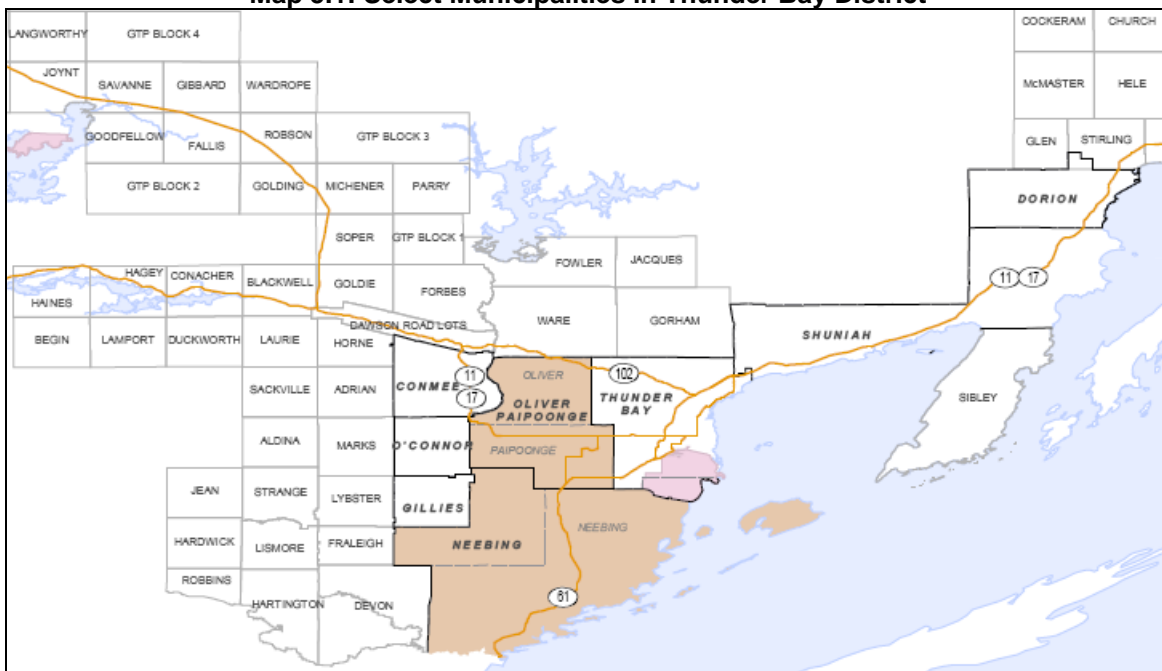 Map
Select Municipalities in Thunder Bay District
COCKERAM CHURCH
LANGWORTHY GTP BLOCK 4
JOYNT SAVANNE GIBBARD WARDROPE McMASTER HELE
GOODFELLOW FALLIS ROBSON GTP BLOCK 3 GLEN STIRLING
GTP BLOCK 2 GOLDING MICHENER PARRY DORION
SOPER GTP BLOCK 1
FOWLER JACQUES
HAGEY CONACHER BLACKWELL GOLDIE FORBES 11 17
HAINES
WARE GORHAM
DAWSON ROAD LOTS
BEGIN LAMPORT DUCKWORTH LAURIE HORNE SHUNIAH
SACKVILLE ADRIAN CONMEE 11 17 OLIVER 102
OLIVER
PAIPOONGE
THUNDER
BAY
SIBLEY
ALDINA MARKS O'CONNOR PAIPOONGE
JEAN STRANGE LYBSTER GILLIES
NEEBING
HARDWICK LISMORE FRALEIGH NEEBING
ROBBINS
HARTINGTON DEVON 61